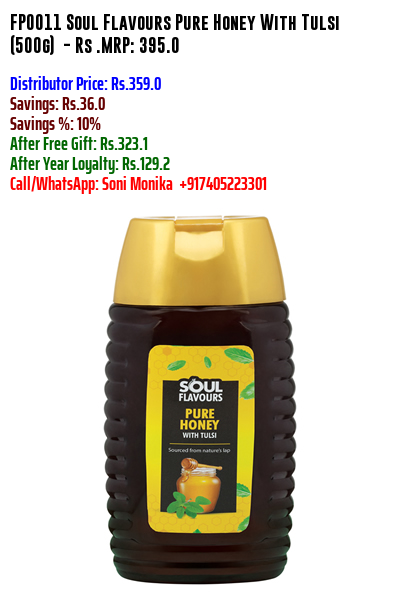 FP0011 Soul Flavours Pure Honey With Tulsi
(500g) - Rs .MRP: 395.0
Distributor Price: Rs.359.0
Savings: Rs.36.0
Savings %: 10%
After Free Gift: Rs.323.1
After Year Loyalty: Rs.129.2
Call/WhatsApp: Soni Monika +917405223301
SOUL
FLAVOURS
PURE
HONEY
WITH TULSI
Sourced from nature's lap